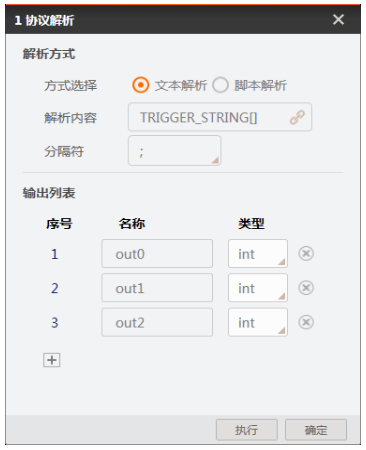 1 协议解析
解析方式
方式选择 文本解析 脚本解析
解析内容 TRIGGER_STRING[]
分隔符 ;
输出列表
序号 名称 类型
1 out0 int
2 out1 int
3 out2 int
执行 确定